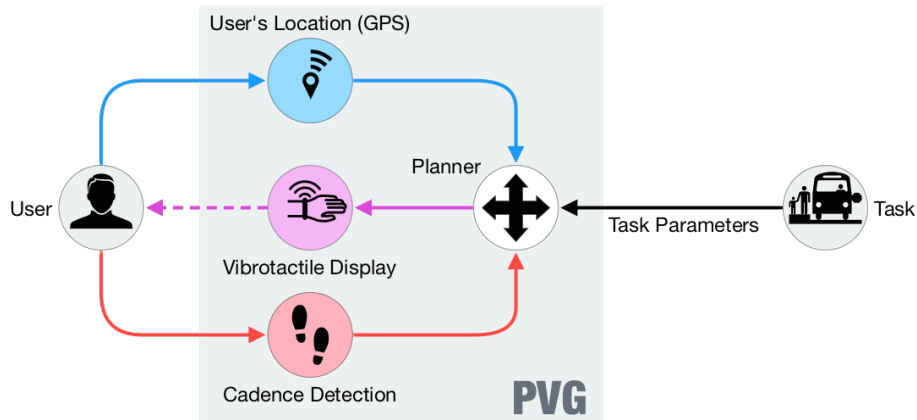 User's Location (GPS)
Planner
User
Task
Task Parameters
Vibrotactile Display
Cadence Detection
PVG